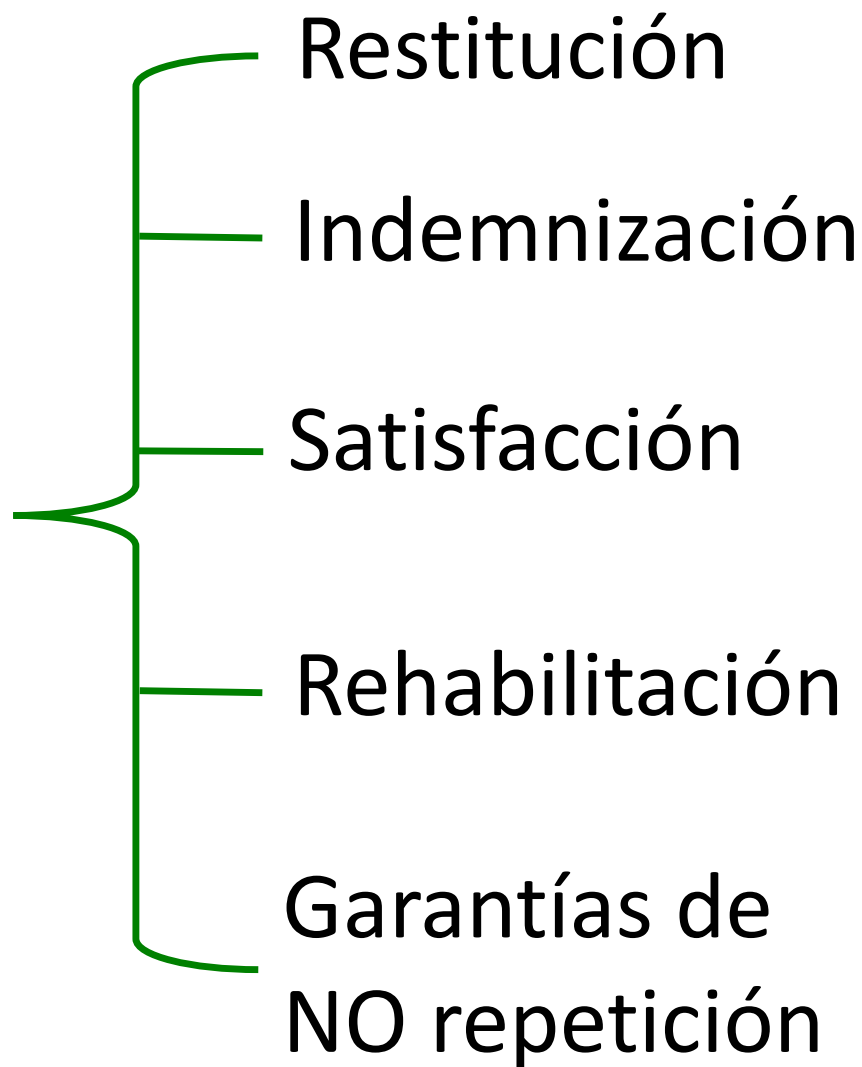 Restitución
Indemnización
Satisfacción
Rehabilitación
Garantías de
NO repetición